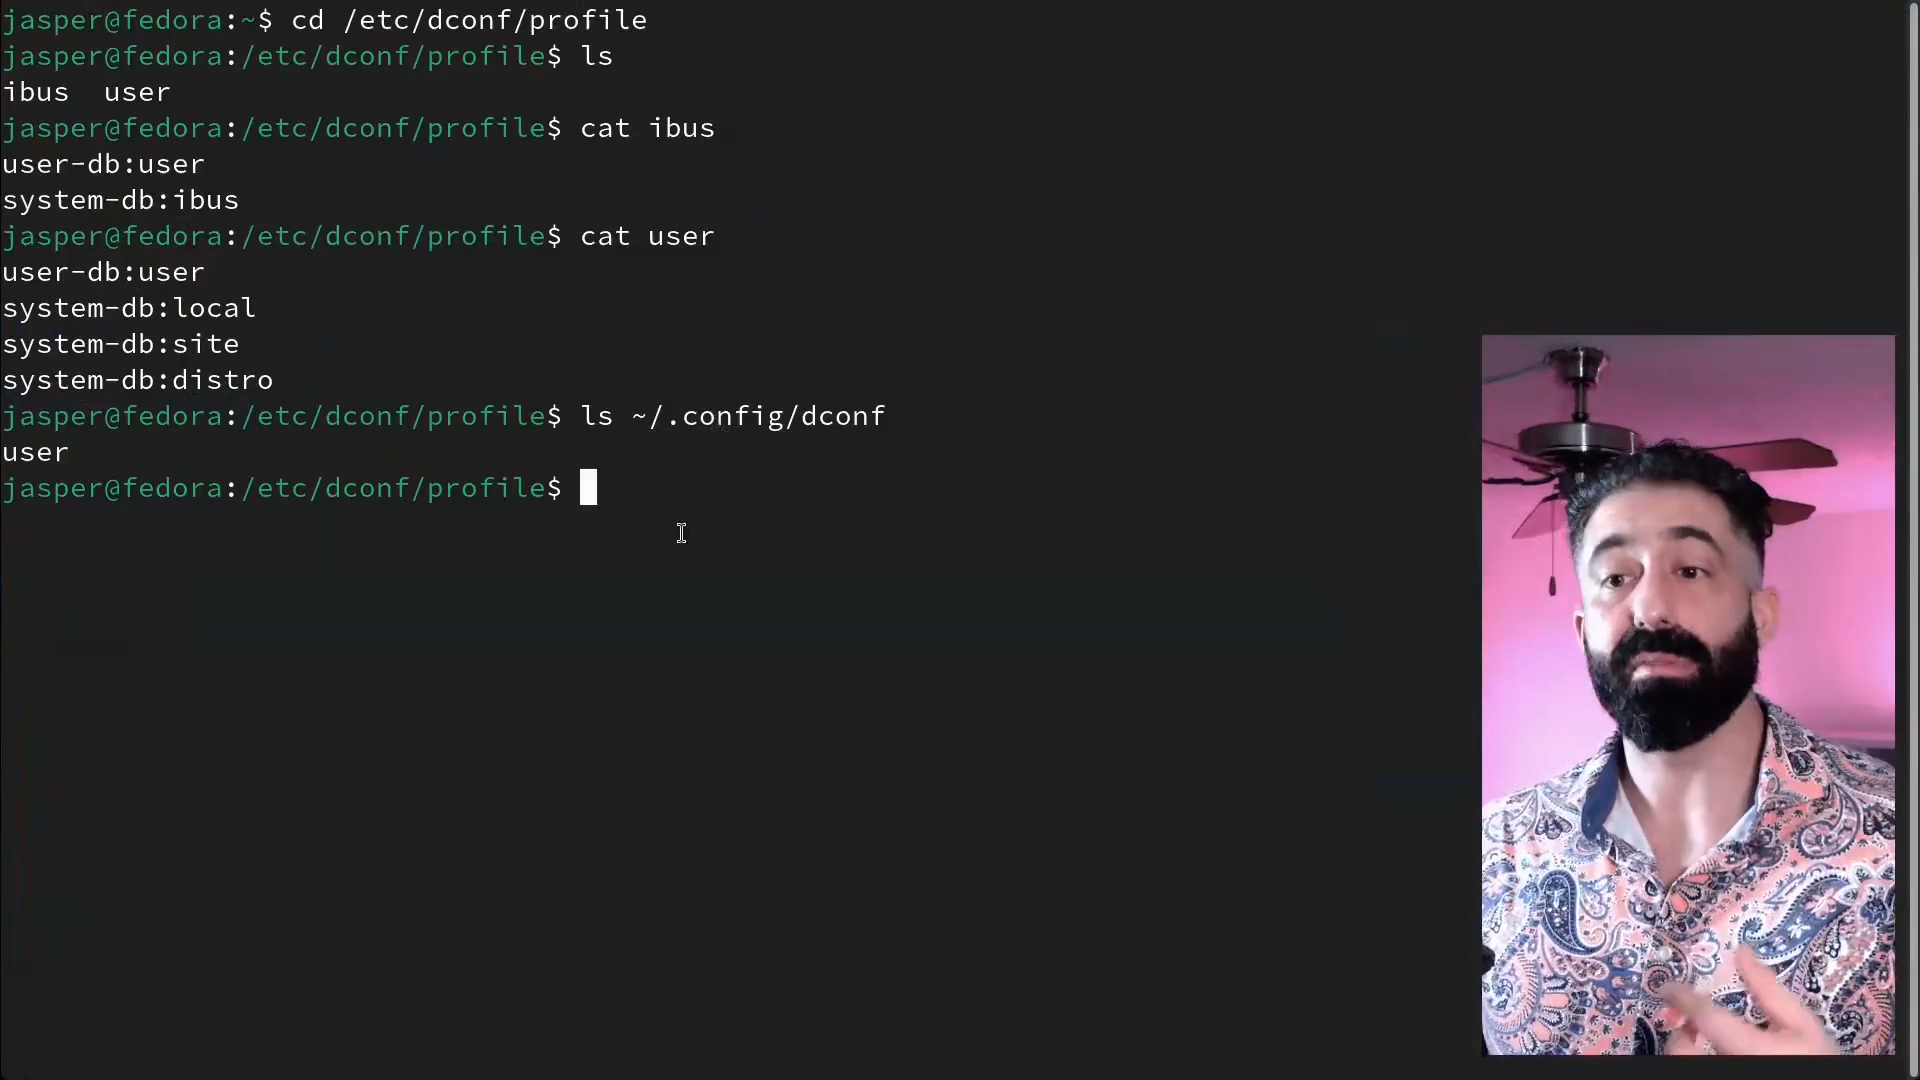 jasper@fedora:~$ cd /etc/dconf/profile
jasper@fedora:/etc/dconf/profile$ ls
ibus  user
jasper@fedora:/etc/dconf/profile$ cat ibus
user-db:user
system-db:ibus
jasper@fedora:/etc/dconf/profile$ cat user
user-db:user
system-db:local
system-db:site
system-db:distro
jasper@fedora:/etc/dconf/profile$ ls ~/.config/dconf
user
jasper@fedora:/etc/dconf/profile$